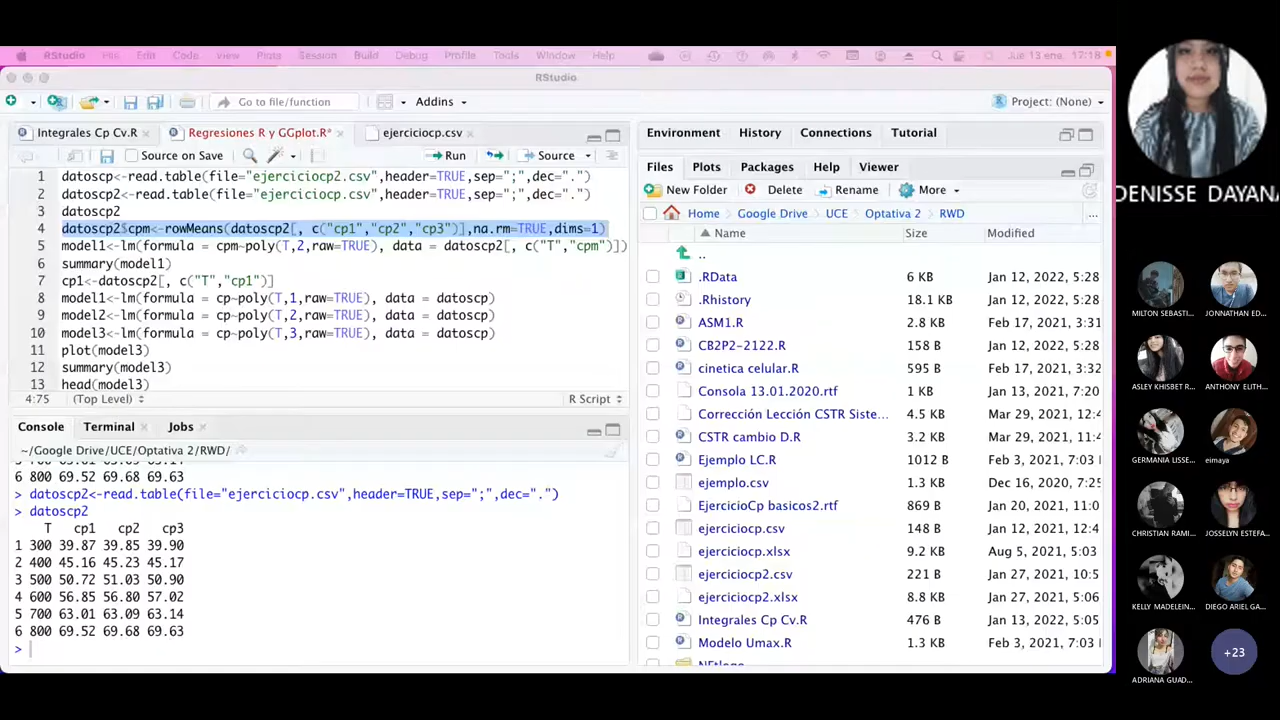 RStudio File Edit Code View Plots Session Build Debug Profile Tools Window Help Jue 13 ene. 17:18
RStudio
Go to file/function Addins Project: (None)
Integrales Cp Cv.R Regresiones R y GGplot.R* ejerciciocp.csv
Source on Save Run Source
1 datoscp<-read.table(file="ejerciciocp2.csv",header=TRUE,sep=";",dec=".")
2 datoscp2<-read.table(file="ejerciciocp2.csv",header=TRUE,sep=";",dec=".")
3 datoscp2
4 datoscp2$cpm<-rowMeans(datoscp2[, c("cp1","cp2","cp3")],na.rm=TRUE,dims=1)
5 model1<-lm(formula = cpm~poly(T,2,raw=TRUE), data = datoscp2[, c("T","cpm")])
6 summary(model1)
7 cp1<-datoscp2[, c("T","cp1")]
8 model1<-lm(formula = cp~poly(T,1,raw=TRUE), data = datoscp)
9 model2<-lm(formula = cp~poly(T,2,raw=TRUE), data = datoscp)
10 model3<-lm(formula = cp~poly(T,3,raw=TRUE), data = datoscp)
11 plot(model3)
12 summary(model3)
13 head(model3)
4:75 (Top Level) R Script
Console Terminal Jobs
~/Google Drive/UCE/Optativa 2/RWD/
6 800 69.52 69.68 69.63
> datoscp2<-read.table(file="ejerciciocp.csv",header=TRUE,sep=";",dec=".")
> datoscp2
T cp1 cp2 cp3
1 300 39.87 39.85 39.90
2 400 45.16 45.23 45.17
3 500 50.72 51.03 50.90
4 600 56.85 56.80 57.02
5 700 63.01 63.09 63.14
6 800 69.52 69.68 69.63
>
Environment History Connections Tutorial
Files Plots Packages Help Viewer
New Folder Delete Rename More
Home Google Drive UCE Optativa 2 RWD ...
Name Size Modified
..
.RData 6 KB Jan 12, 2022, 5:28
.Rhistory 18.1 KB Jan 12, 2022, 5:28
ASM1.R 2.8 KB Feb 17, 2021, 3:31
CB2P2-2122.R 158 B Jan 12, 2022, 5:28
cinetica celular.R 595 B Feb 17, 2021, 3:32
Consola 13.01.2020.rtf 1 KB Jan 13, 2021, 7:20
Corrección Lección CSTR Siste... 4.5 KB Mar 29, 2021, 12:4
CSTR cambio D.R 3.2 KB Mar 29, 2021, 11:4
Ejemplo LC.R 1012 B Feb 3, 2021, 7:03
ejemplo.csv 1.3 KB Dec 16, 2020, 7:25
EjercicioCp basicos2.rtf 869 B Jan 20, 2021, 11:0
ejerciciocp.csv 148 B Jan 12, 2022, 12:4
ejerciciocp.xlsx 9.2 KB Aug 5, 2021, 5:03
ejerciciocp2.csv 221 B Jan 27, 2021, 10:5
ejerciciocp2.xlsx 8.8 KB Jan 27, 2021, 5:06
Integrales Cp Cv.R 476 B Jan 13, 2022, 5:05
Modelo Umax.R 1.3 KB Feb 3, 2021, 7:03
DENISSE DAYANA
MILTON SEBASTI... JONNATHAN ED...
ASLEY KHISBET R... ANTHONY ELITH...
GERMANIA LISSE... eimaya
CHRISTIAN RAMI... JOSSELYN ESTEFA...
KELLY MADELEIN... DIEGO ARIEL GA...
ADRIANA GUAD... +23